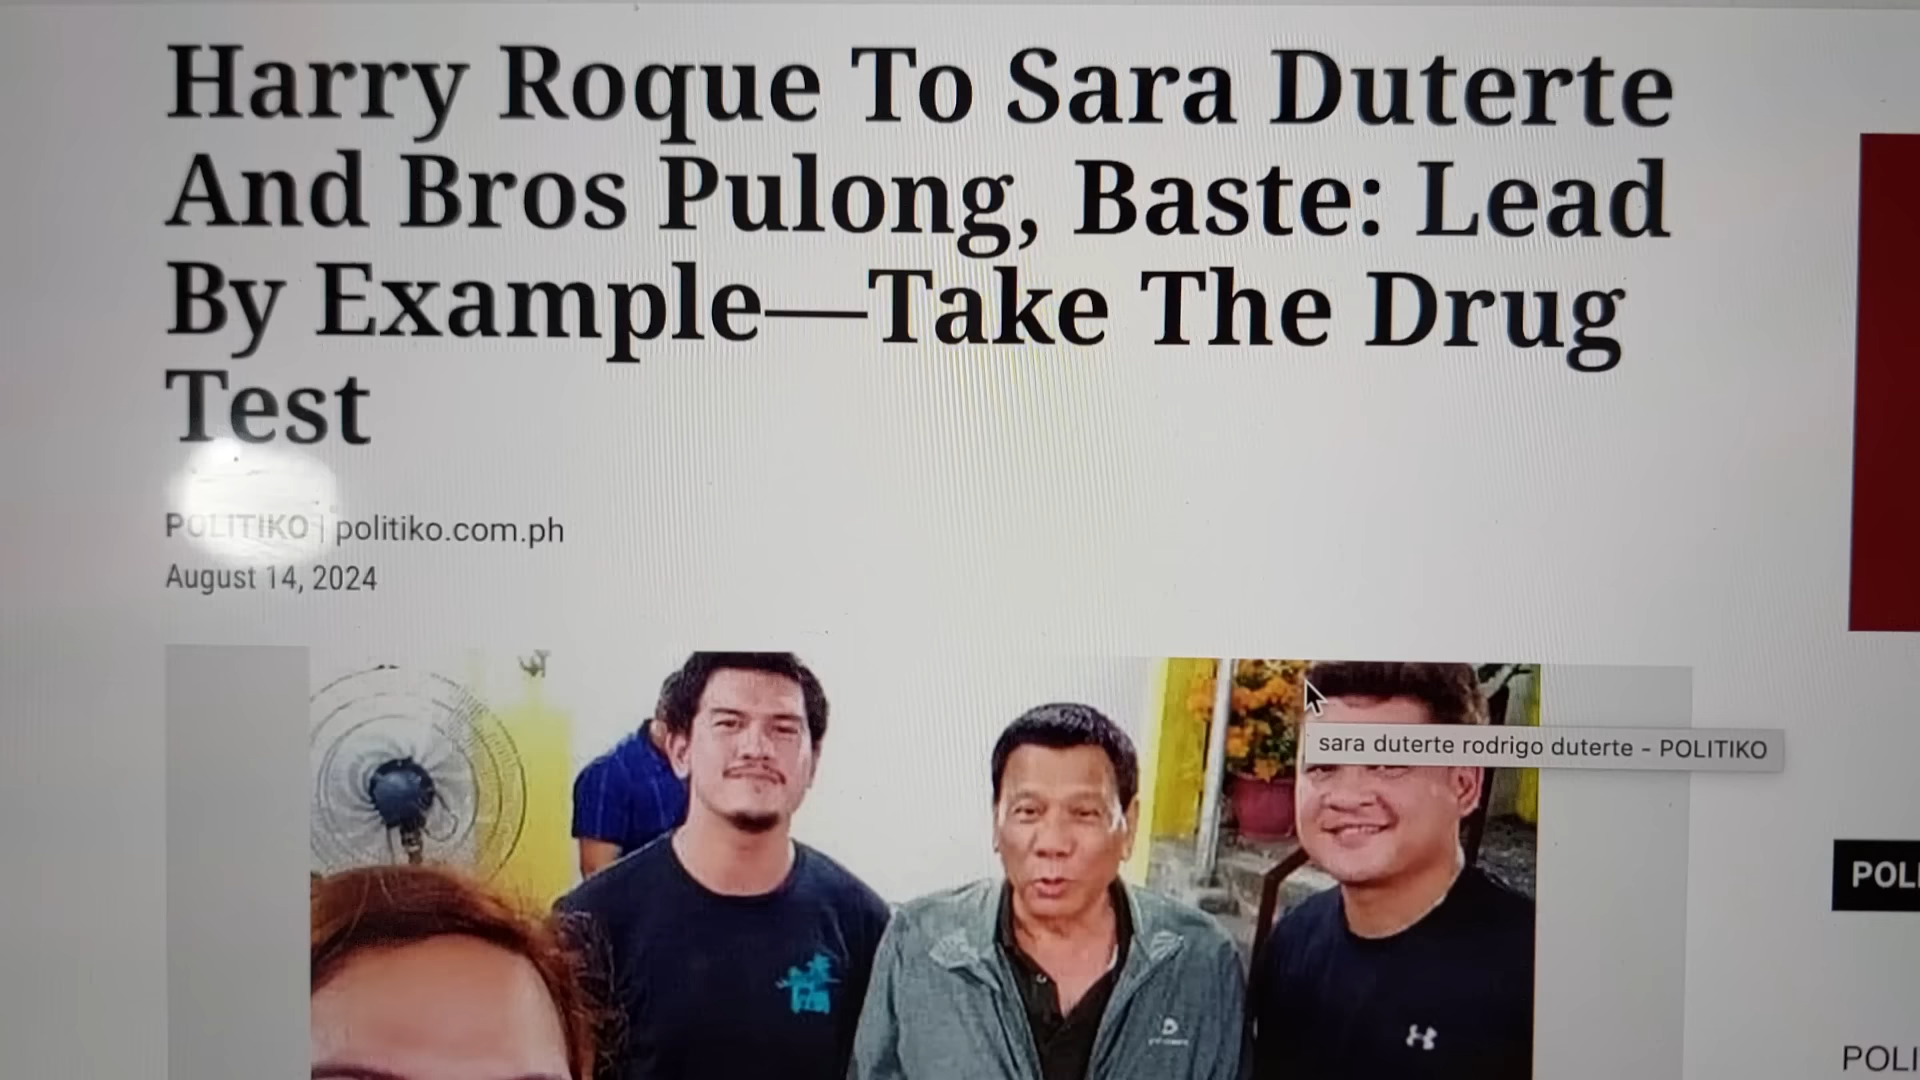 Harry Roque To Sara Duterte
And Bros Pulong, Baste: Lead
By Example—Take The Drug
Test
POLITIKO | politiko.com.ph
August 14, 2024
sara duterte rodrigo duterte - POLITIKO
POLI
POLI